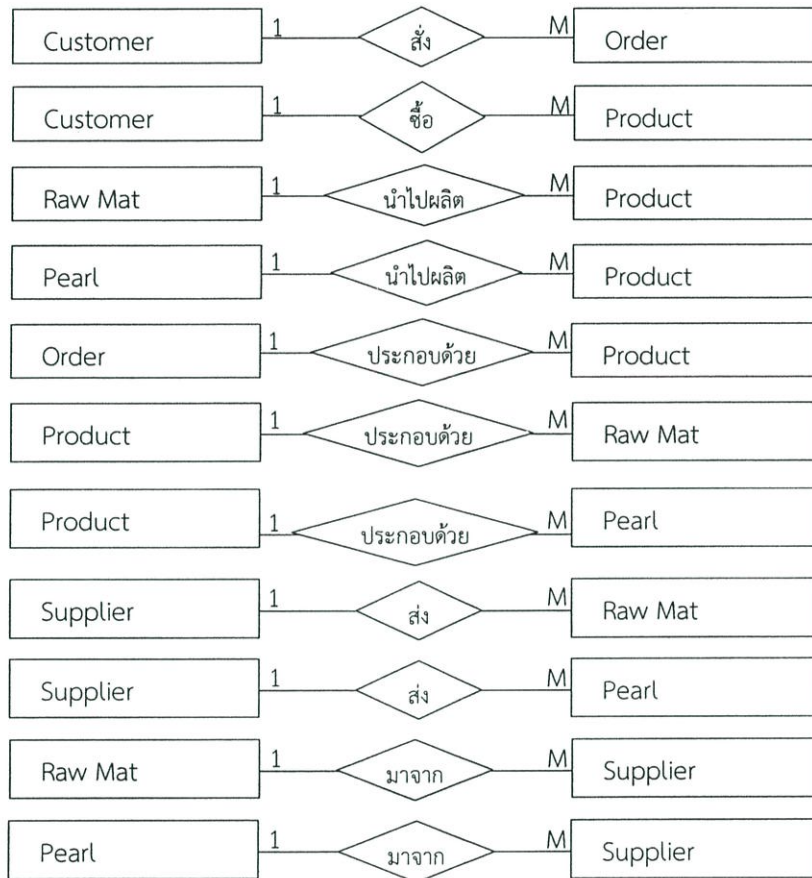 Customer 1 สั่ง M Order
Customer 1 ซื้อ M Product
Raw Mat 1 นำไปผลิต M Product
Pearl 1 นำไปผลิต M Product
Order 1 ประกอบด้วย M Product
Product 1 ประกอบด้วย M Raw Mat
Product 1 ประกอบด้วย M Pearl
Supplier 1 ส่ง M Raw Mat
Supplier 1 ส่ง M Pearl
Raw Mat 1 มาจาก M Supplier
Pearl 1 มาจาก M Supplier